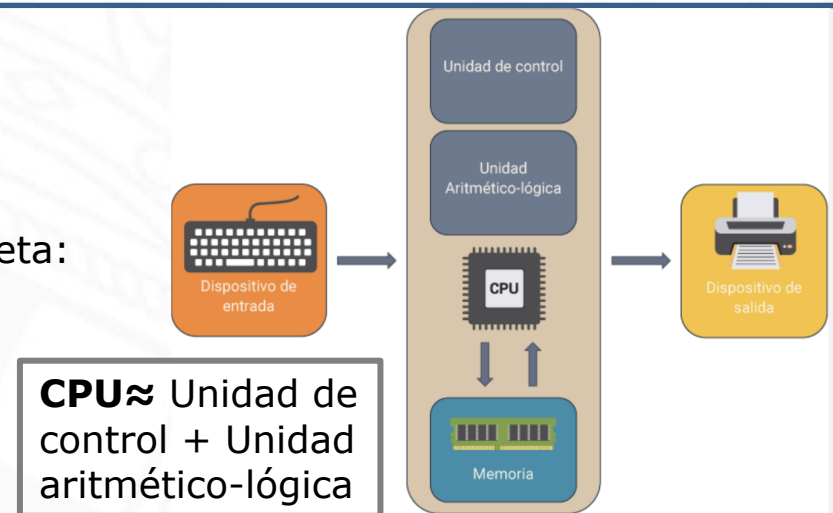 Unidad de control
Unidad
Aritmético-lógica
eta:
Dispositivo de
entrada
CPU
Dispositivo de
salida
CPU≈ Unidad de
control + Unidad
aritmético-lógica
Memoria